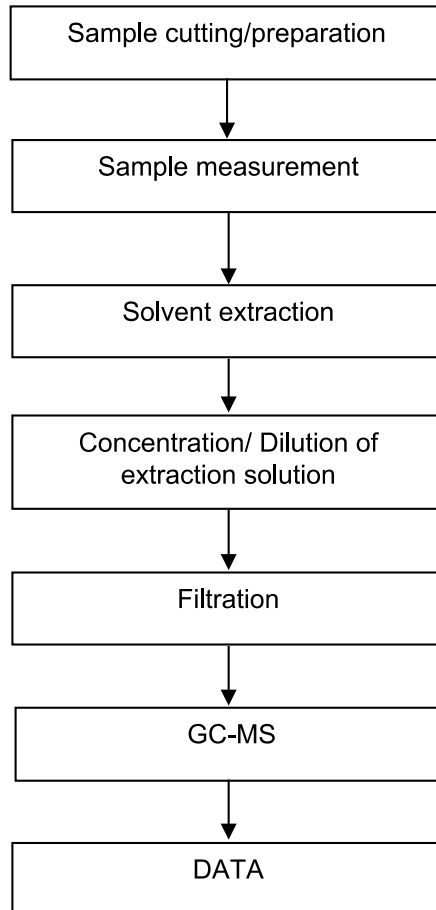 Sample cutting/preparation
Sample measurement
Solvent extraction
Concentration/ Dilution of
extraction solution
Filtration
GC-MS
DATA